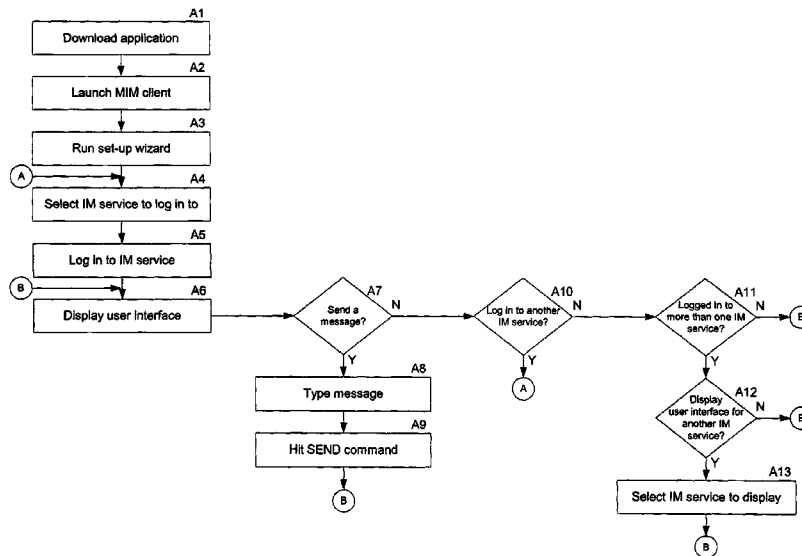 A1
Download application
A2
Launch MIM client
A3
Run set-up wizard
A
A4
Select IM service to log in to
A5
Log in to IM service
B
A6
Display user interface
A7
Send a
message?
N
Y
A8
Type message
A9
Hit SEND command
B
A10
Log in to another
IM service?
N
Y
A
A11
Logged in to
more than one IM
service?
N
Y
A12
Display
user interface for
another IM
service?
N
Y
A13
Select IM service to display
B